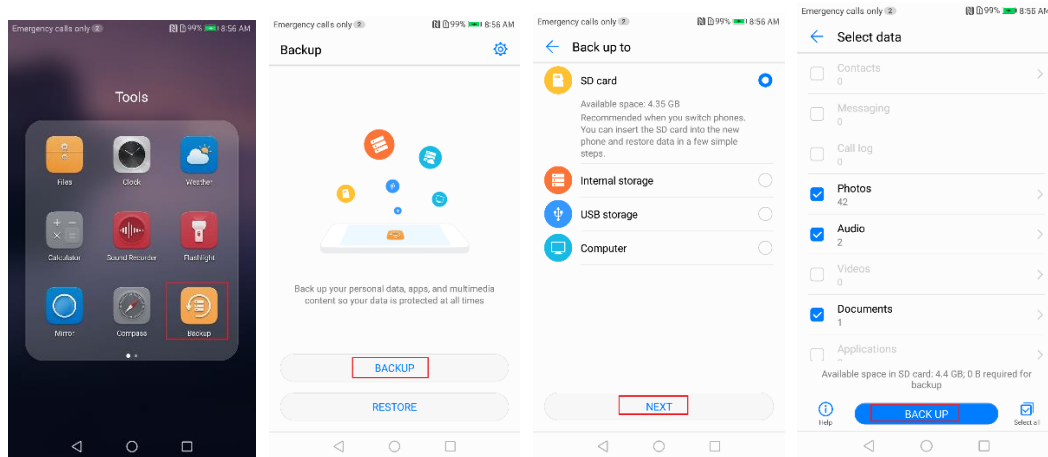 Emergency calls only 2 99% 8:56 AM
Tools
Files Clock Weather
Calculator Sound Recorder Flashlight
Mirror Compass Backup
Emergency calls only 2 99% 8:56 AM
Backup
Back up your personal data, apps, and multimedia
content so your data is protected at all times
BACKUP
RESTORE
Emergency calls only 2 99% 8:56 AM
Back up to
SD card
Available space: 4.35 GB
Recommended when you switch phones.
You can insert the SD card into the new
phone and restore data in a few simple
steps.
Internal storage
USB storage
Computer
NEXT
Emergency calls only 2 99% 8:55 AM
Select data
Contacts
0
Messaging
0
Call log
0
Photos
42
Audio
2
Videos
0
Documents
1
Applications
Available space in SD card: 4.4 GB; 0 B required for
backup
Help BACK UP Select all